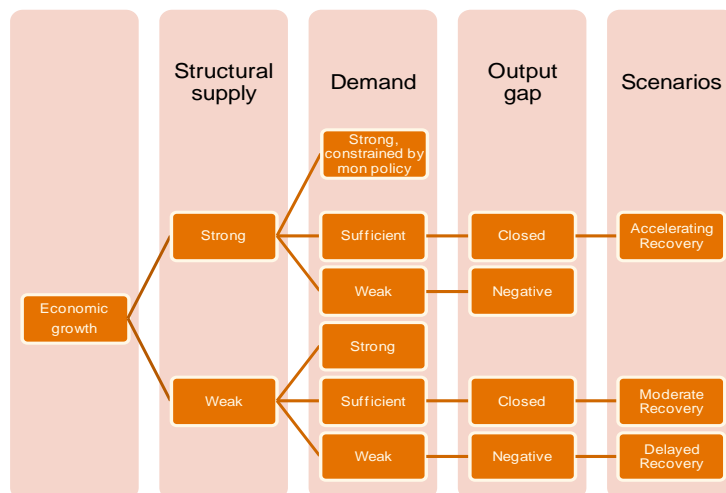 Structural
supply
Demand
Output
gap
Scenarios
Strong,
constrained by
mon policy
Strong
Sufficient
Closed
Accelerating
Recovery
Weak
Negative
Economic
growth
Strong
Weak
Sufficient
Closed
Moderate
Recovery
Weak
Negative
Delayed
Recovery